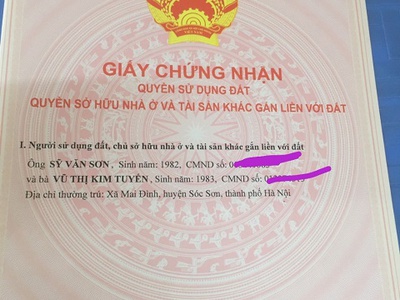 GIẤY CHỨNG NHẬN
QUYỀN SỬ DỤNG ĐẤT
QUYỀN SỞ HỮU NHÀ Ở VÀ TÀI SẢN KHÁC GẮN LIỀN VỚI ĐẤT
I. Người sử dụng đất, chủ sở hữu nhà ở và tài sản khác gắn liền với đất
Ông SỸ VĂN SƠN, Sinh năm: 1982, CMND số:
và bà VŨ THỊ KIM TUYẾN, Sinh năm: 1983, CMND số:
Địa chỉ thường trú: Xã Mai Đình, huyện Sóc Sơn, thành phố Hà Nội